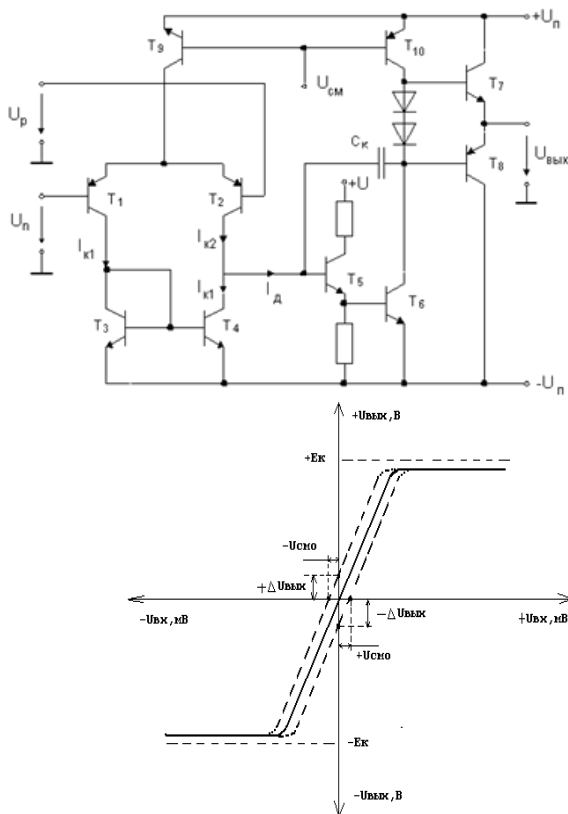 +Uп
T9
T10
T7
Uсм
Uр
Cк
T8
Uвых
+U
Uп
T1
T2
Iк1
Iк2
T5
Iк1
Iд
T6
T3
T4
-Uп
+Uвых,В
+Eк
-Uсмо
+ΔUвых
-Uвх,мВ
-ΔUвых
+Uвх,мВ
+Uсмо
-Eк
-Uвых,В